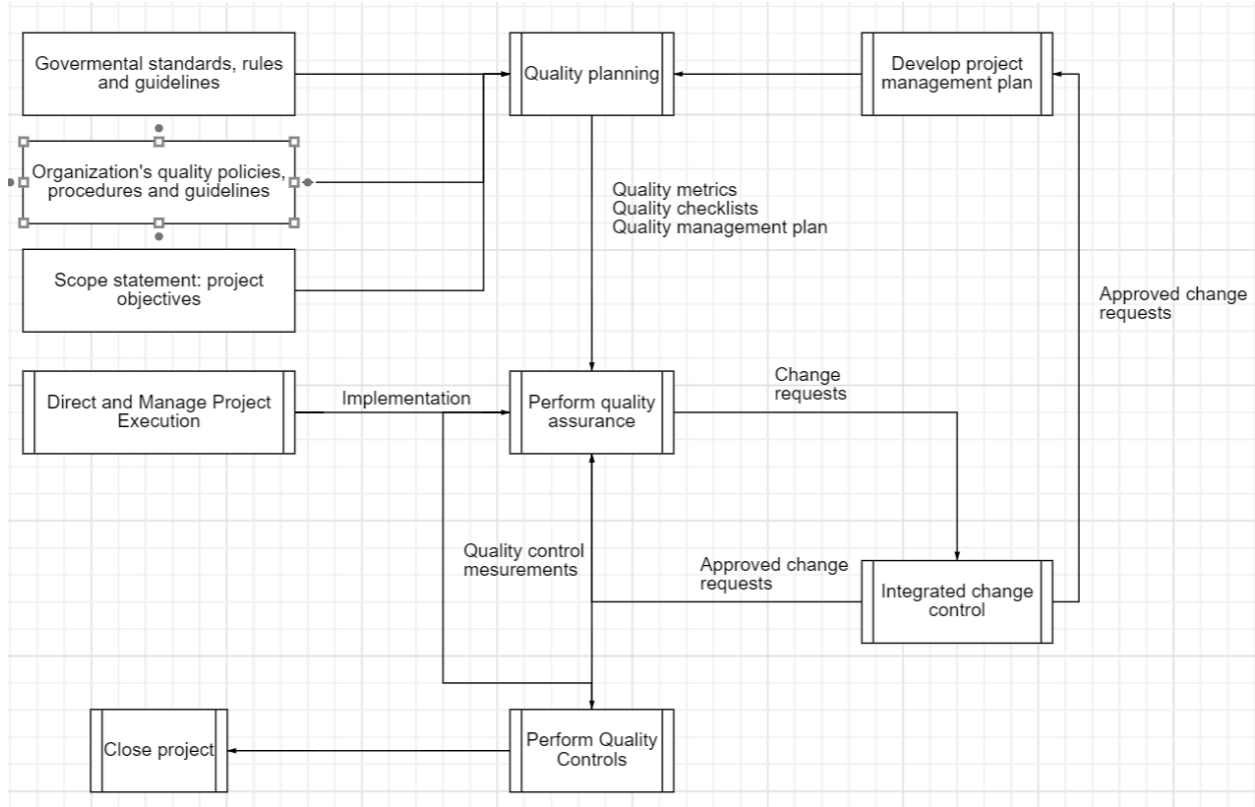 Govermental standards, rules
and guidelines
Quality planning
Develop project
management plan
Organization's quality policies,
procedures and guidelines
Quality metrics
Quality checklists
Quality management plan
Scope statement: project
objectives
Approved change
requests
Direct and Manage Project
Execution
Implementation
Perform quality
assurance
Change
requests
Quality control
mesurements
Approved change
requests
Integrated change
control
Close project
Perform Quality
Controls